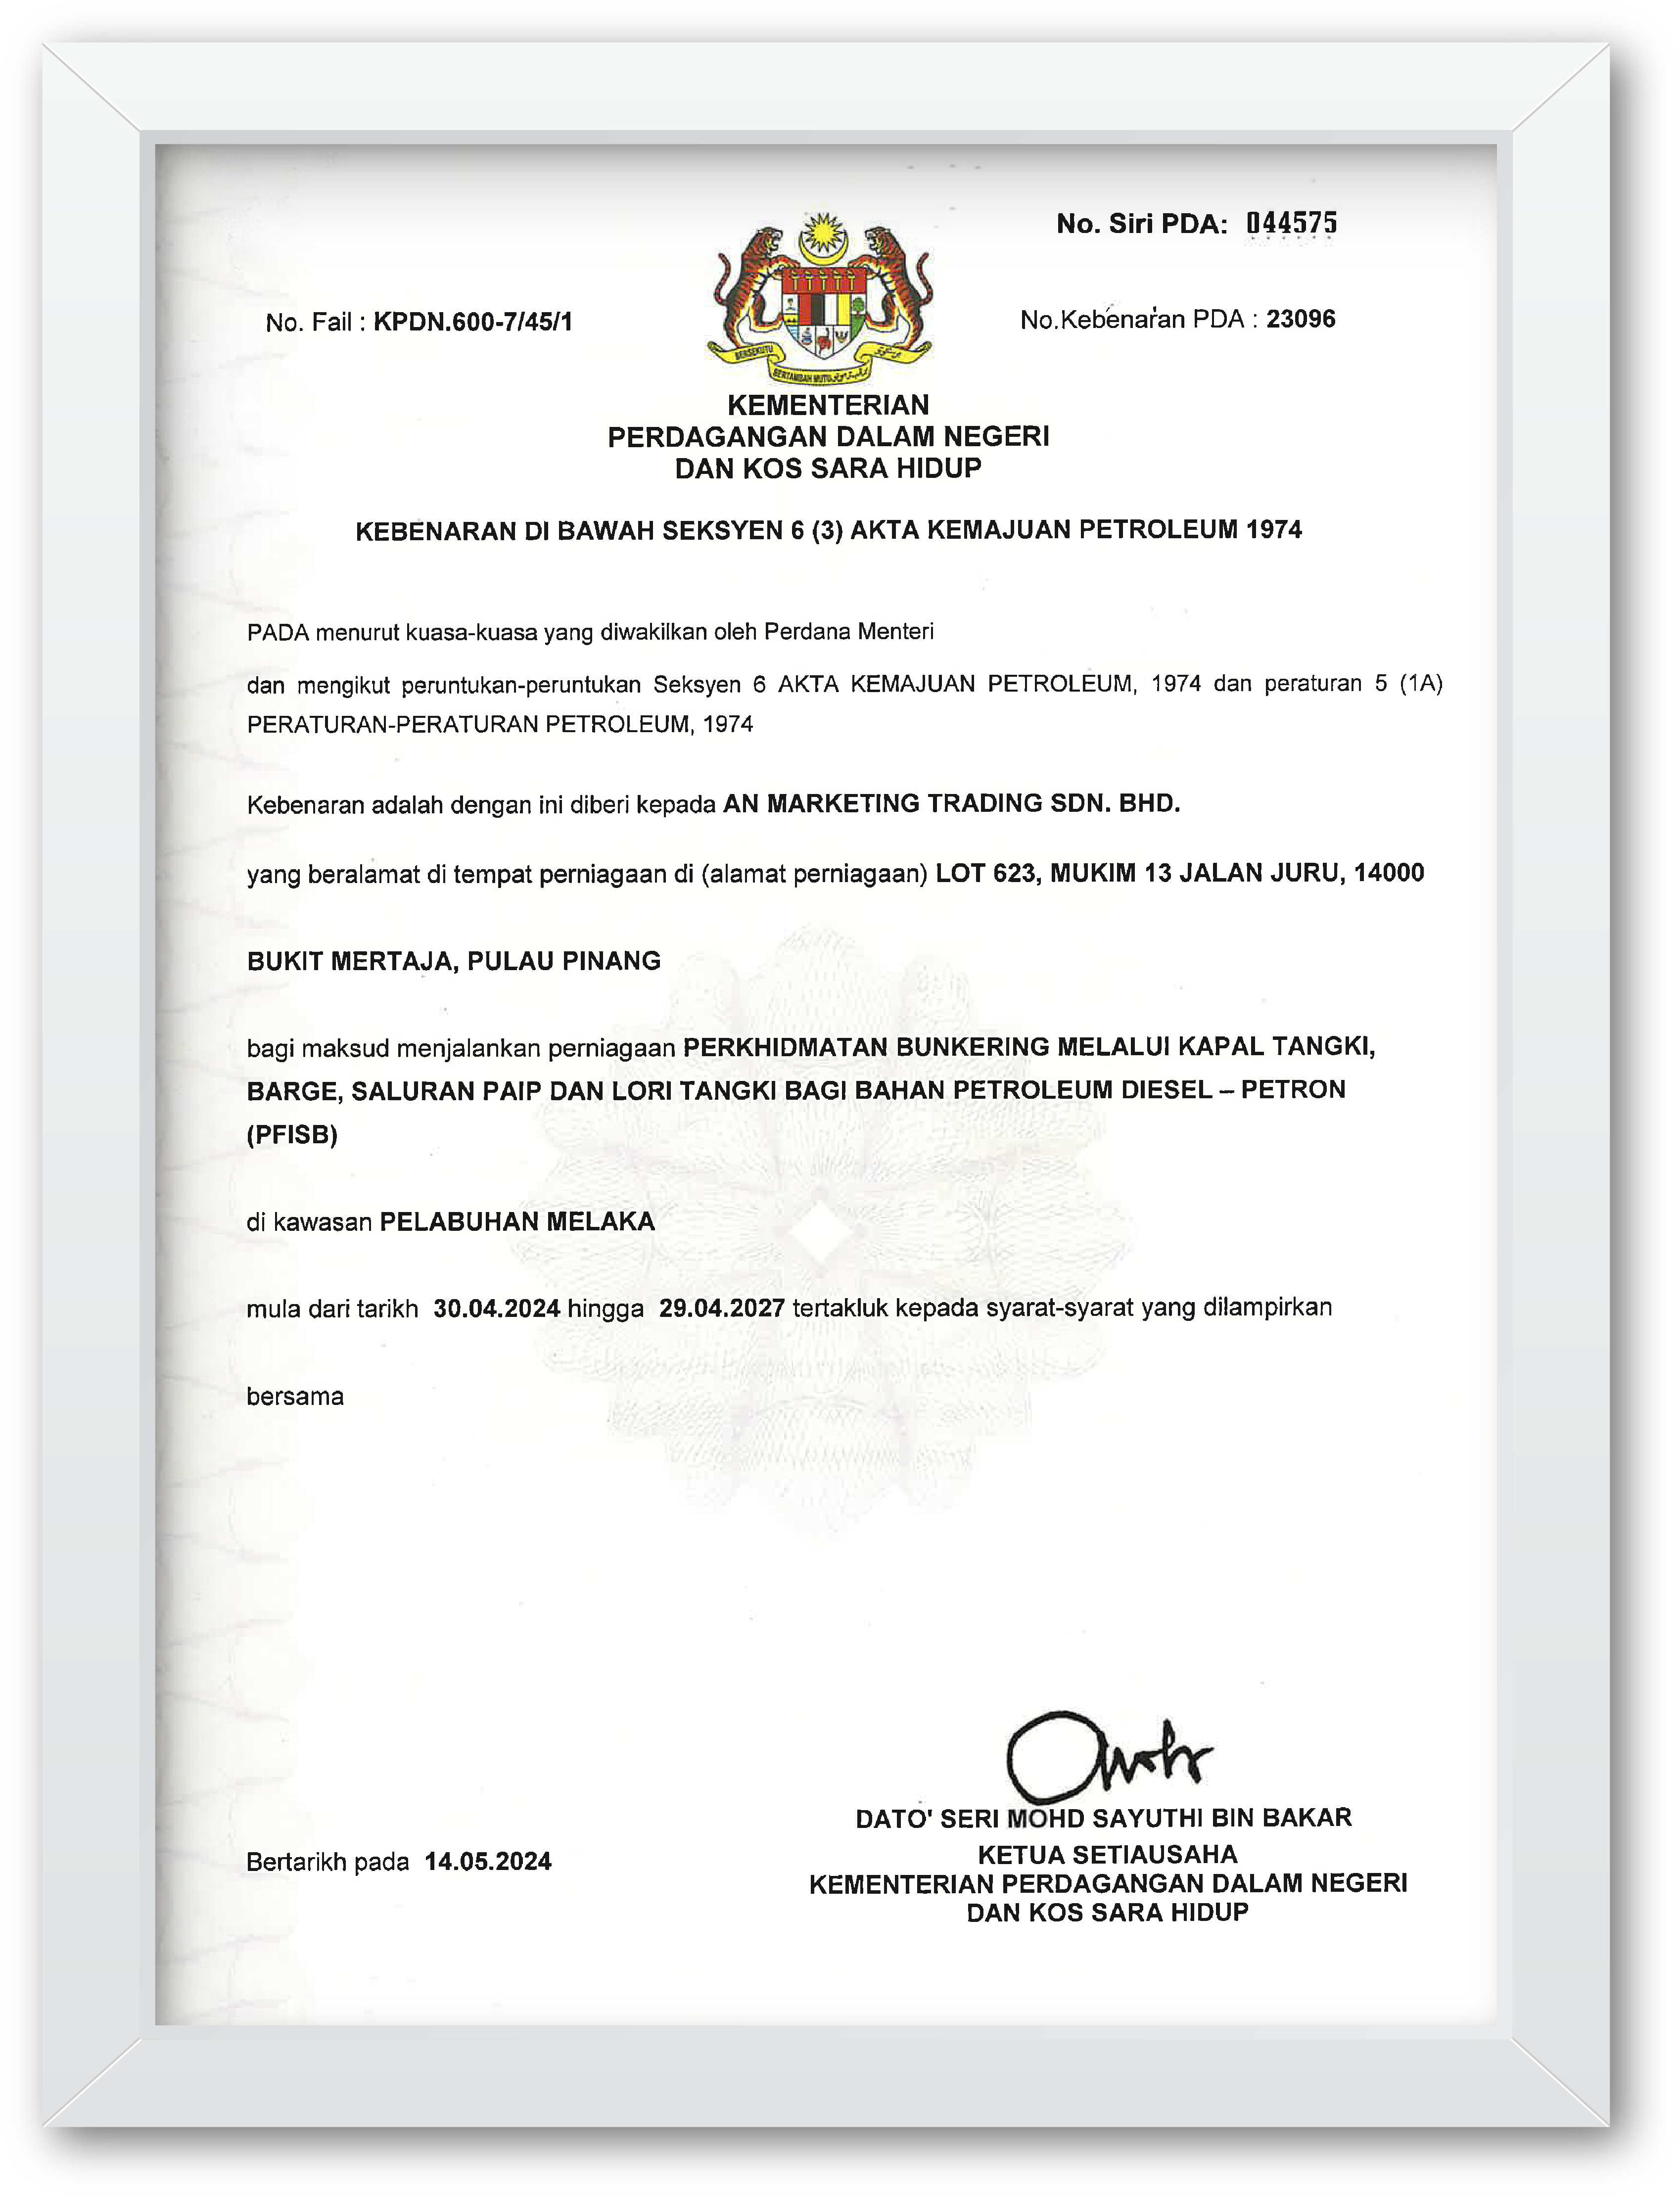 No. Siri PDA: 044575
No. Fail : KPDN.600-7/45/1
No.Kebenaran PDA : 23096
BERSEKUTU
BERTAMBAH MUTU
KEMENTERIAN
PERDAGANGAN DALAM NEGERI
DAN KOS SARA HIDUP
KEBENARAN DI BAWAH SEKSYEN 6 (3) AKTA KEMAJUAN PETROLEUM 1974
PADA menurut kuasa-kuasa yang diwakilkan oleh Perdana Menteri
dan mengikut peruntukan-peruntukan Seksyen 6 AKTA KEMAJUAN PETROLEUM, 1974 dan peraturan 5 (1A)
PERATURAN-PERATURAN PETROLEUM, 1974
Kebenaran adalah dengan ini diberi kepada AN MARKETING TRADING SDN. BHD.
yang beralamat di tempat perniagaan di (alamat perniagaan) LOT 623, MUKIM 13 JALAN JURU, 14000
BUKIT MERTAJA, PULAU PINANG
bagi maksud menjalankan perniagaan PERKHIDMATAN BUNKERING MELALUI KAPAL TANGKI,
BARGE, SALURAN PAIP DAN LORI TANGKI BAGI BAHAN PETROLEUM DIESEL – PETRON
(PFISB)
di kawasan PELABUHAN MELAKA
mula dari tarikh 30.04.2024 hingga 29.04.2027 tertakluk kepada syarat-syarat yang dilampirkan
bersama
DATO' SERI MOHD SAYUTHI BIN BAKAR
KETUA SETIAUSAHA
Bertarikh pada 14.05.2024
KEMENTERIAN PERDAGANGAN DALAM NEGERI
DAN KOS SARA HIDUP